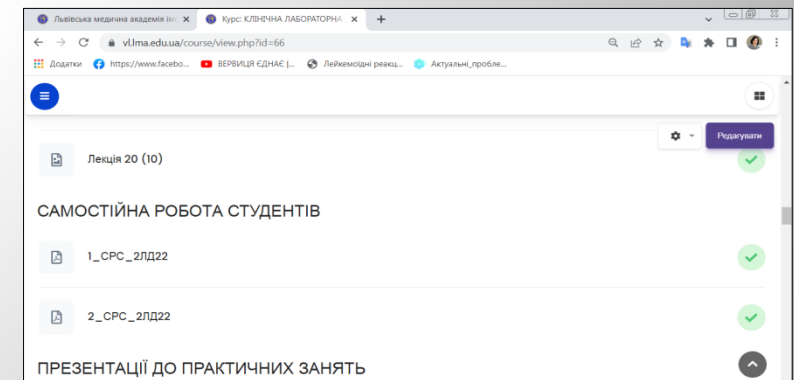 Львівська медична академія ім
Курс: КЛІНІЧНА ЛАБОРАТОРНА
vl.lma.edu.ua/course/view.php?id=66
Додатки
https://www.facebo...
ВЕРВИЦЯ ЄДНАЄ |...
Лейкемоїдні реакц...
Актуальні_пробле...
Редагувати
Лекція 20 (10)
САМОСТІЙНА РОБОТА СТУДЕНТІВ
1_СРС_2ЛД22
2_СРС_2ЛД22
ПРЕЗЕНТАЦІЇ ДО ПРАКТИЧНИХ ЗАНЯТЬ